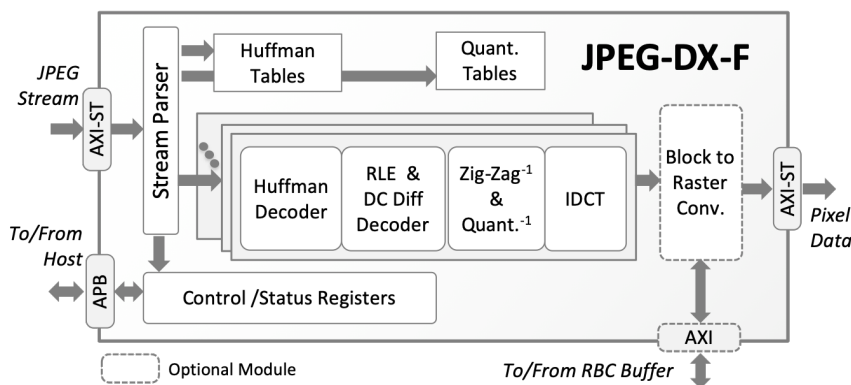 JPEG-DX-F
JPEG
Stream
AXI-ST
Stream Parser
Huffman
Tables
Quant.
Tables
Huffman
Decoder
RLE &
DC Diff
Decoder
Zig-Zag⁻¹
&
Quant.⁻¹
IDCT
Block to
Raster
Conv.
AXI-ST
Pixel
Data
To/From
Host
APB
Control /Status Registers
AXI
Optional Module
To/From RBC Buffer